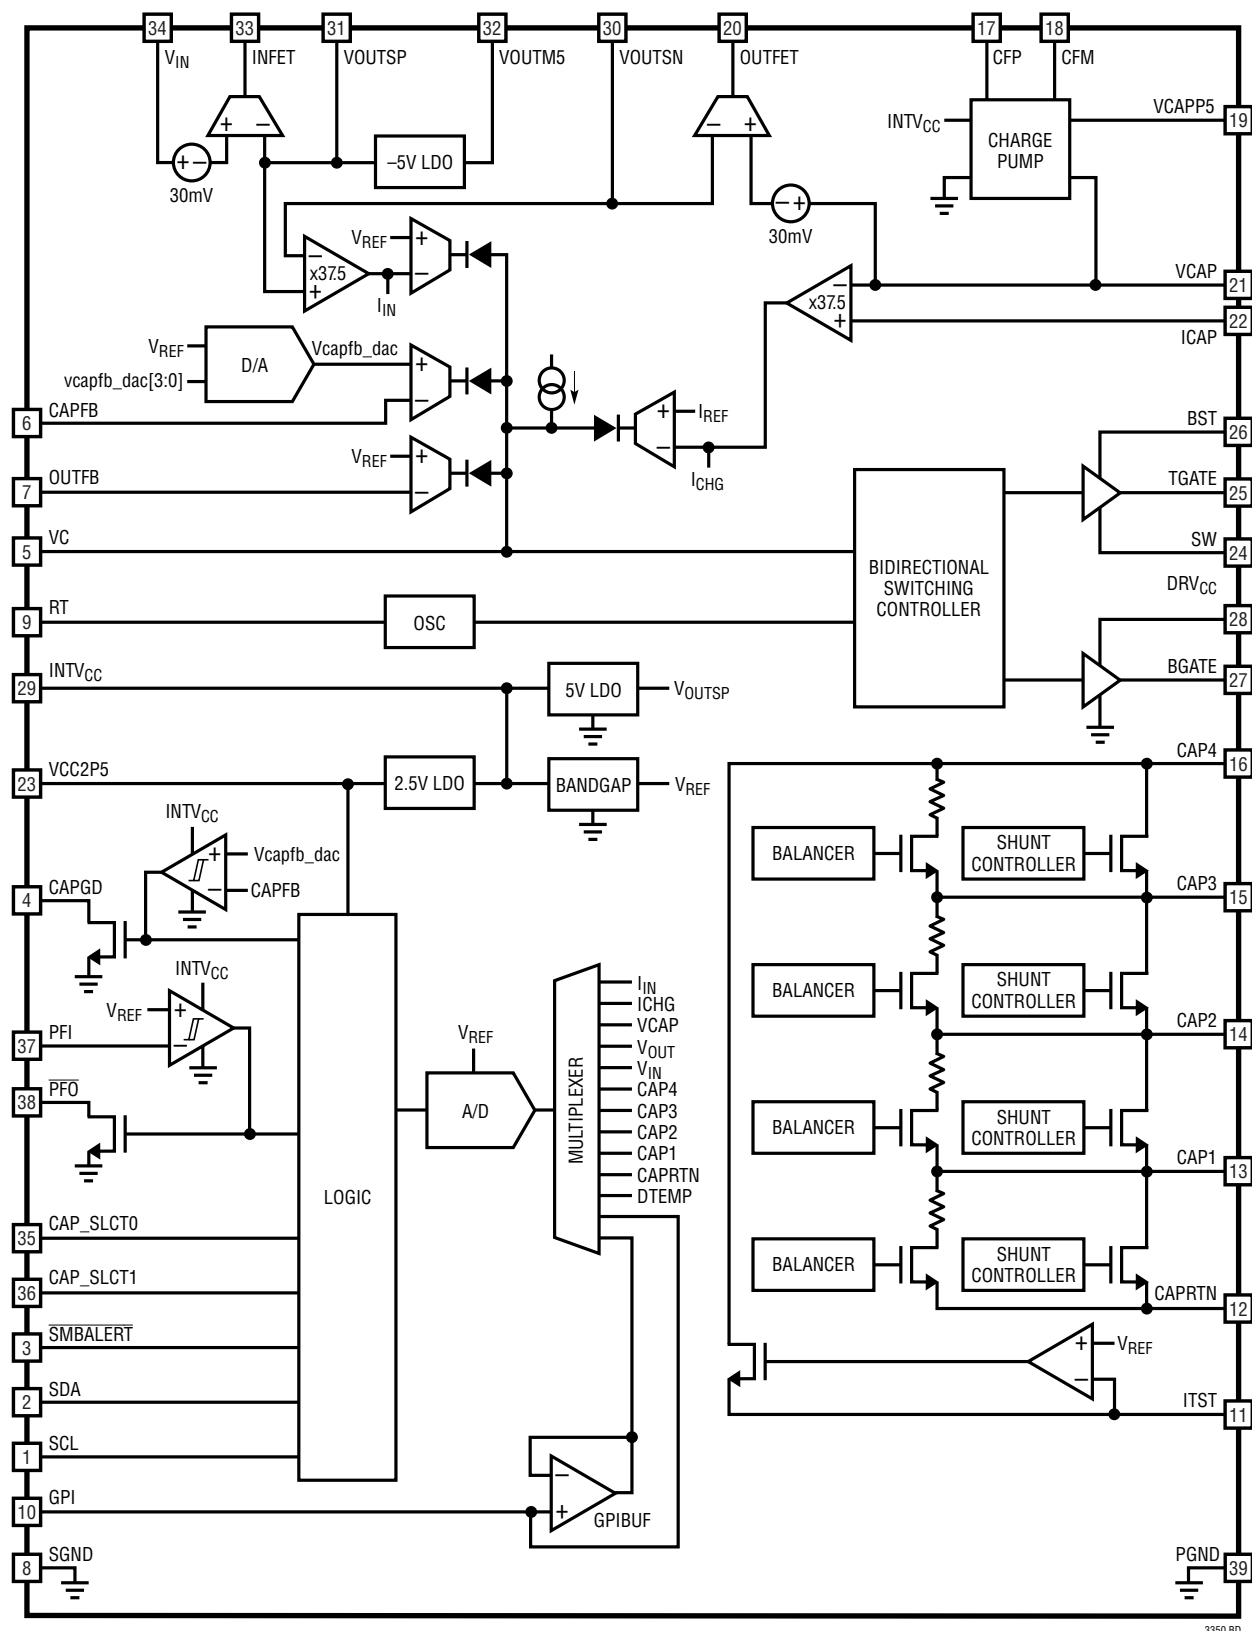 34 33 31 32 30 20 17 18
VIN INFET VOUTSP VOUTM5 VOUTSN OUTFET CFP CFM
VCAPP5
19
INTVCC
CHARGE
PUMP
+ −
− +
+ −
30mV
−5V LDO
− +
30mV
VREF
+
−
−
x37.5
+
IIN
VCAP
21
−
x37.5
+
22
ICAP
VREF
vcapfb_dac[3:0]
D/A
Vcapfb_dac
+
−
CAPFB
6
+
−
IREF
ICHG
BST
26
VREF
+
−
OUTFB
7
TGATE
25
VC
5
SW
24
BIDIRECTIONAL
SWITCHING
CONTROLLER
DRVCC
28
RT
9
OSC
BGATE
27
INTVCC
29
5V LDO
VOUTSP
VCC2P5
23
2.5V LDO
BANDGAP
VREF
CAP4
16
INTVCC
+
−
Vcapfb_dac
CAPFB
BALANCER
SHUNT
CONTROLLER
CAPGD
4
CAP3
15
INTVCC
VREF
+
−
PFI
37
BALANCER
SHUNT
CONTROLLER
CAP2
14
PFO
38
VREF
A/D
MULTIPLEXER
IIN
ICHG
VCAP
VOUT
VIN
CAP4
CAP3
CAP2
CAP1
CAPRTN
DTEMP
BALANCER
SHUNT
CONTROLLER
CAP1
13
LOGIC
CAP_SLCT0
35
BALANCER
SHUNT
CONTROLLER
CAP_SLCT1
36
CAPRTN
12
SMBALERT
3
+
−
VREF
SDA
2
ITST
11
SCL
1
GPI
10
−
+
GPIBUF
SGND
8
PGND
39
3350 BD